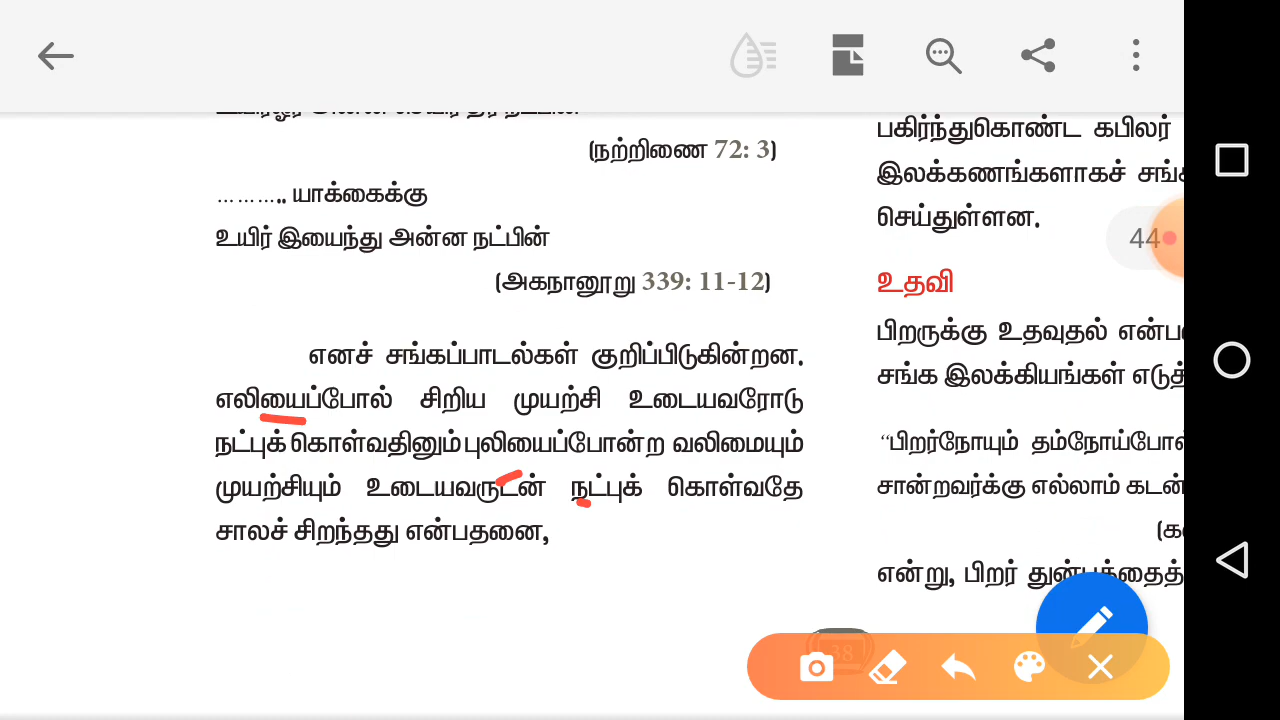 (நற்றிணை 72: 3)
……….. யாக்கைக்கு
உயிர் இயைந்து அன்ன நட்பின்
(அகநானூறு 339: 11-12)
எனச் சங்கப்பாடல்கள் குறிப்பிடுகின்றன.
எலியைப்போல் சிறிய முயற்சி உடையவரோடு
நட்புக் கொள்வதினும் புலியைப்போன்ற வலிமையும்
முயற்சியும் உடையவருடன் நட்புக் கொள்வதே
சாலச் சிறந்தது என்பதனை,
பகிர்ந்துகொண்ட கபிலர்
இலக்கணங்களாகச் சங்க
செய்துள்ளன.
உதவி
பிறருக்கு உதவுதல்
சங்க இலக்கியங்கள்
“பிறர்நோயும் தம்நோய்போல்
சான்றவர்க்கு எல்லாம் கடன்
என்று, பிறர் துன்பத்தைத்
44
38